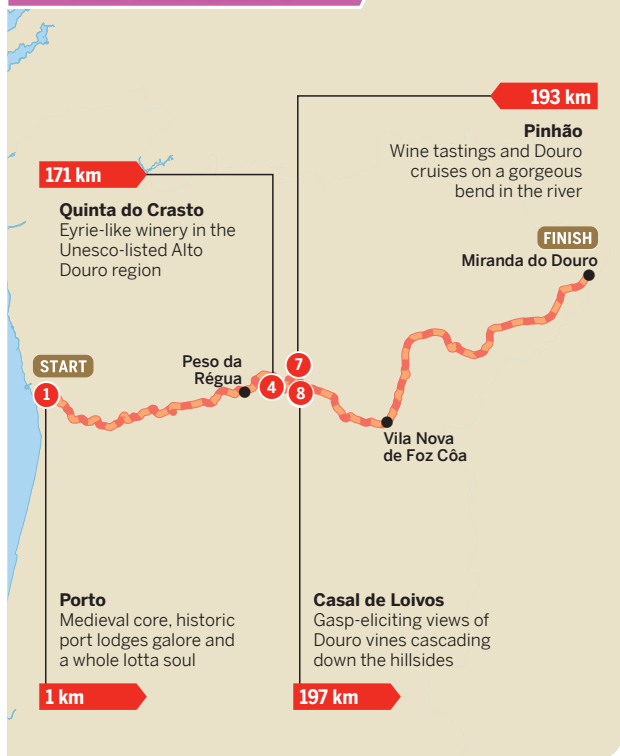 193 km
Pinhão
Wine tastings and Douro
cruises on a gorgeous
bend in the river
171 km
Quinta do Crasto
Eyrie-like winery in the
Unesco-listed Alto
Douro region
FINISH
Miranda do Douro
START
Peso da
Régua
1
4
7
8
Vila Nova
de Foz Côa
Porto
Medieval core, historic
port lodges galore and
a whole lotta soul
1 km
Casal de Loivos
Gasp-eliciting views of
Douro vines cascading
down the hillsides
197 km